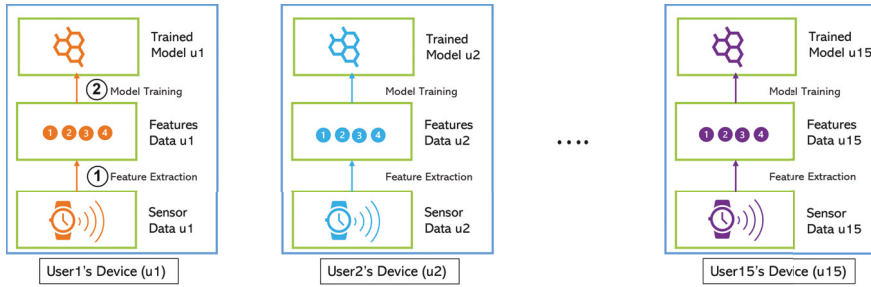 Trained
Model u1
2 Model Training
1 2 3 4
Features
Data u1
1 Feature Extraction
Sensor
Data u1
User1's Device (u1)
Trained
Model u2
Model Training
1 2 3 4
Features
Data u2
Feature Extraction
Sensor
Data u2
User2's Device (u2)
....
Trained
Model u15
Model Training
1 2 3 4
Features
Data u15
Feature Extraction
Sensor
Data u15
User15's Device (u15)